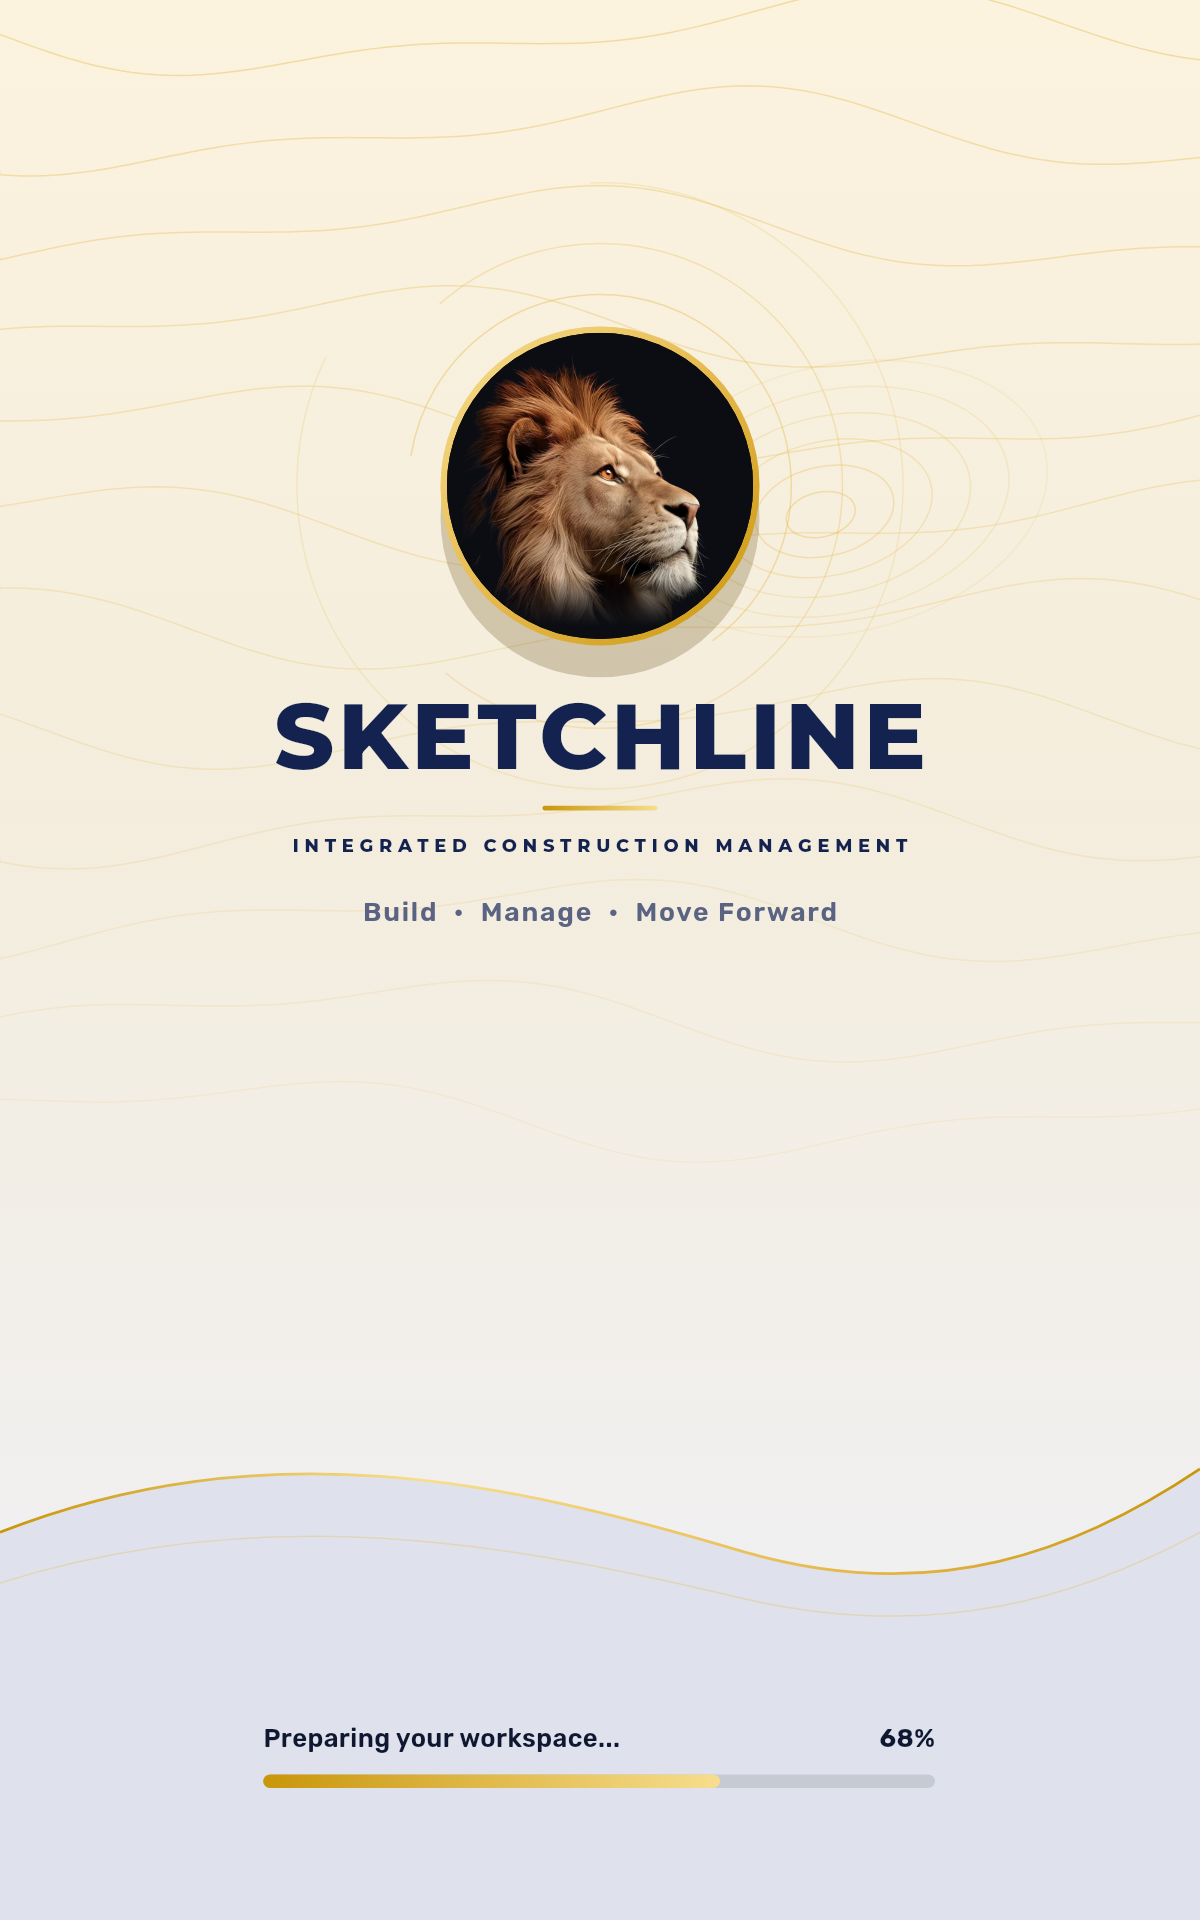 SKETCHLINE
INTEGRATED CONSTRUCTION MANAGEMENT
Build • Manage • Move Forward
Preparing your workspace... 68%